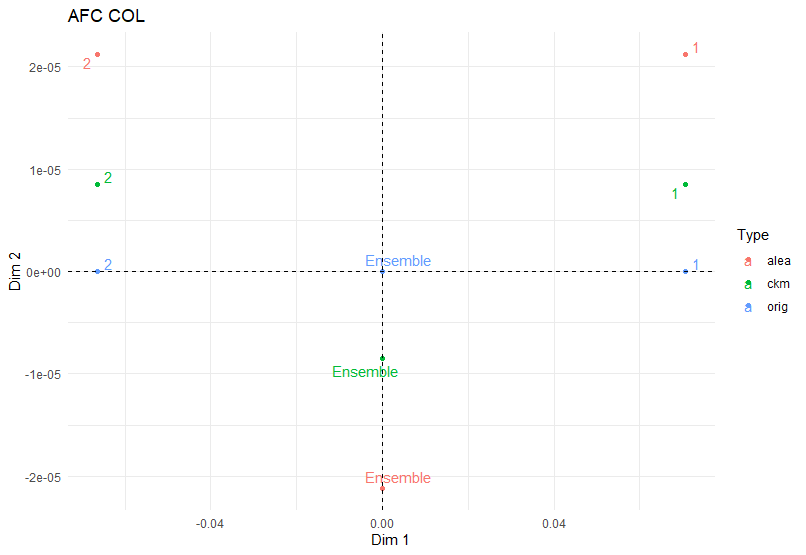 AFC COL
2e-05
2
1
1e-05
2
1
Dim 2
0e+00
2
Ensemble
1
-1e-05
Ensemble
-2e-05
Ensemble
-0.04
0.00
0.04
Dim 1
Type
a alea
a ckm
a orig